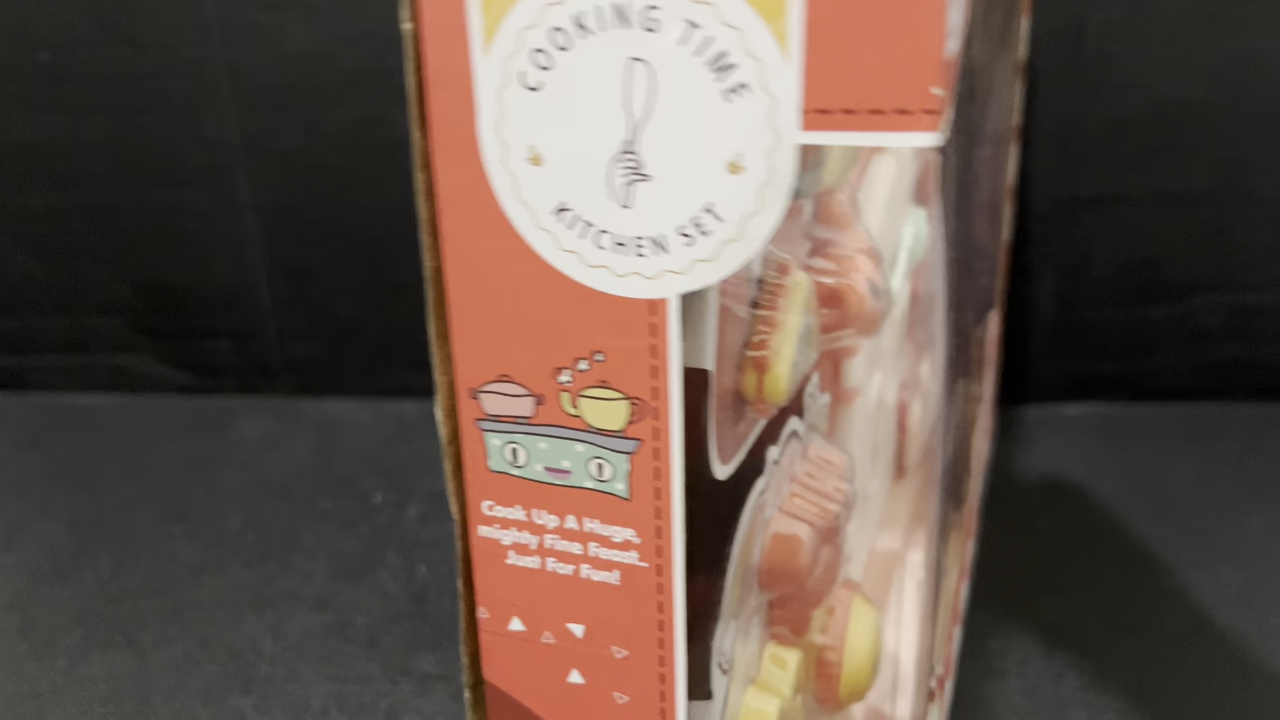 COOKING TIME
KITCHEN SET
Cook Up A Huge,
mighty Fine Feast..
Just For Fun!